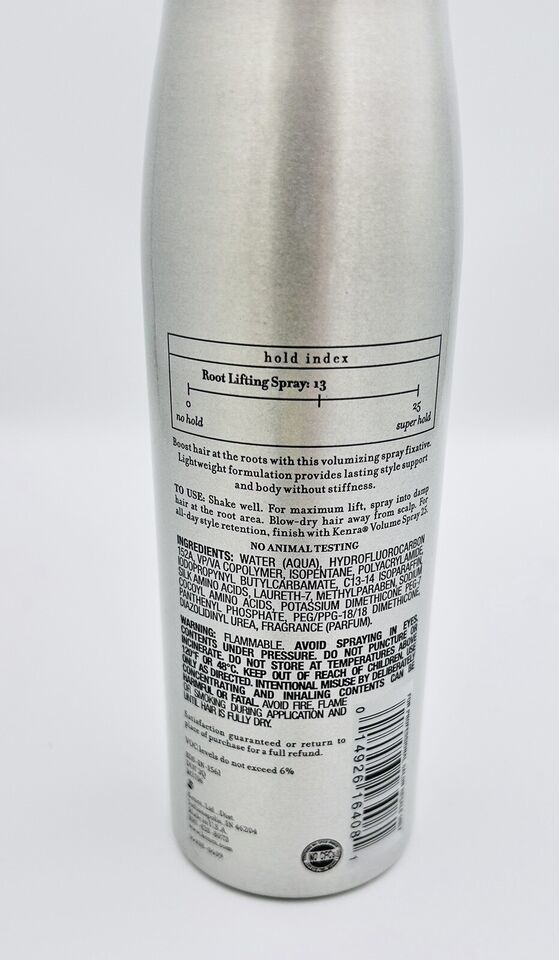 hold index
Root Lifting Spray: 13
0 25
no hold super hold
Boost hair at the roots with this volumizing spray fixative.
Lightweight formulation provides lasting style support
and body without stiffness.
TO USE: Shake well. For maximum lift, spray into damp
hair at the root area. Blow-dry hair away from scalp. For
all-day style retention, finish with Kenra® Volume Spray 25.
NO ANIMAL TESTING
INGREDIENTS: WATER (AQUA), HYDROFLUOROCARBON
152A, VP/VA COPOLYMER, ISOPENTANE, POLYACRYLAMIDE,
IODOPROPYNYL BUTYLCARBAMATE, C13-14 ISOPARAFFIN,
SILK AMINO ACIDS, LAURETH-7, METHYLPARABEN, SODIUM
COCOYL AMINO ACIDS, POTASSIUM DIMETHICONE PEG-7
PANTHENYL PHOSPHATE, PEG/PPG-18/18 DIMETHICONE,
DIAZOLIDINYL UREA, FRAGRANCE (PARFUM).
WARNING: FLAMMABLE. AVOID SPRAYING IN EYES.
CONTENTS UNDER PRESSURE. DO NOT PUNCTURE OR
INCINERATE. DO NOT STORE AT TEMPERATURES ABOVE
120°F OR 48°C. KEEP OUT OF REACH OF CHILDREN. USE
ONLY AS DIRECTED. INTENTIONAL MISUSE BY DELIBERATELY
CONCENTRATING AND INHALING CONTENTS CAN BE
HARMFUL OR FATAL. AVOID FIRE, FLAME
OR SMOKING DURING APPLICATION AND
UNTIL HAIR IS FULLY DRY.
Satisfaction guaranteed or return to
place of purchase for a full refund.
VOC levels do not exceed 6%
Indianapolis, IN 46204
Made in U.S.A.
0 14926 16408 1
NO CFCs